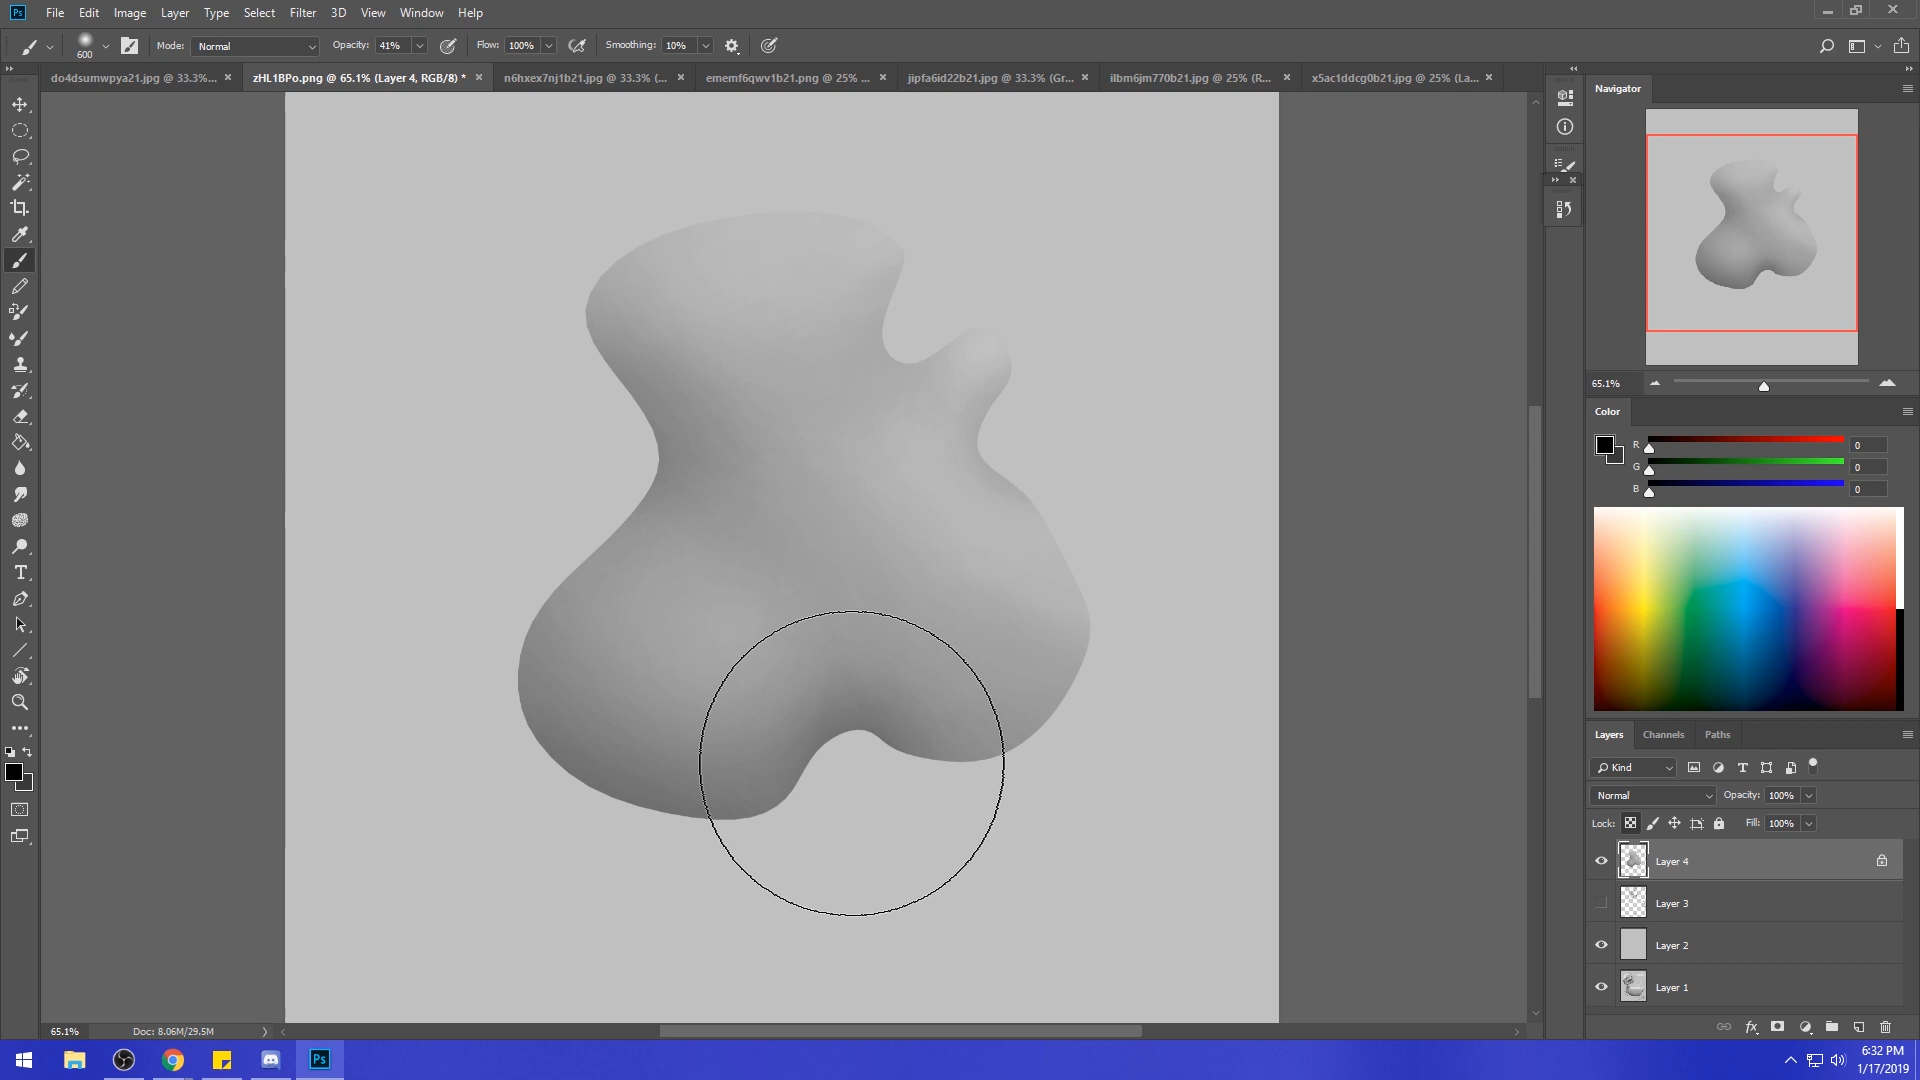 Ps File Edit Image Layer Type Select Filter 3D View Window Help
600 Mode: Normal Opacity: 41% Flow: 100% Smoothing: 10%
do4dsumwpya21.jpg @ 33.3%... zHL1BPo.png @ 65.1% (Layer 4, RGB/8) * n6hxex7nj1b21.jpg @ 33.3% (... ememf6qwv1b21.png @ 25% ... jipfa6id22b21.jpg @ 33.3% (Gr... ilbm6jm770b21.jpg @ 25% (R... x5ac1ddcg0b21.jpg @ 25% (La...
Navigator
65.1%
Color
R 0
G 0
B 0
Layers Channels Paths
Kind
Normal Opacity: 100%
Lock: Fill: 100%
Layer 4
Layer 3
Layer 2
Layer 1
fx
65.1% Doc: 8.06M/29.5M
Ps
6:32 PM
1/17/2019